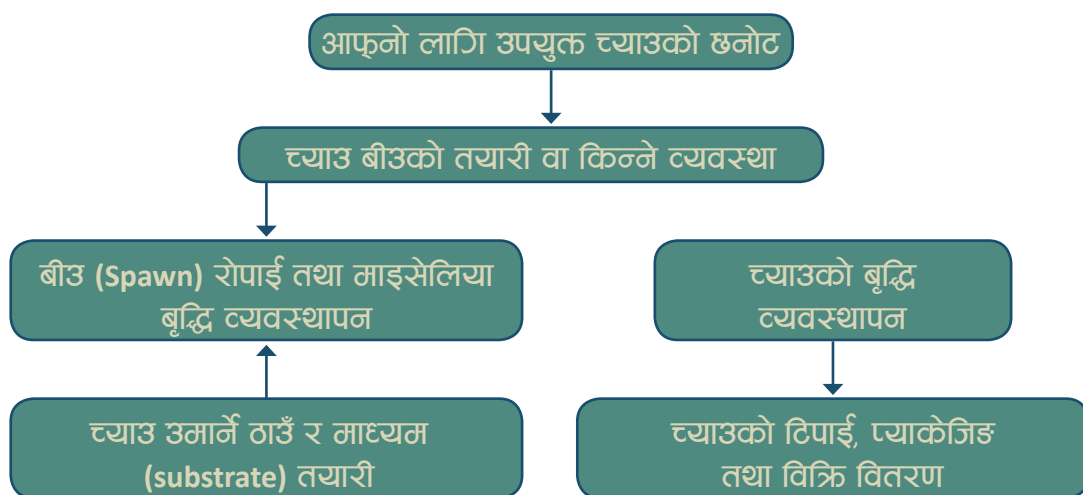 आफ्नो लागि उपयुक्त च्याउको छनोट
च्याउ बीउको तयारी वा किन्ने व्यवस्था
बीउ (Spawn) रोपाई तथा माइसेलिया
बृद्धि व्यवस्थापन
च्याउको बृद्धि
व्यवस्थापन
च्याउ उमार्ने ठाउँ र माध्यम
(substrate) तयारी
च्याउको टिपाई, प्याकेजिङ
तथा विक्रि वितरण